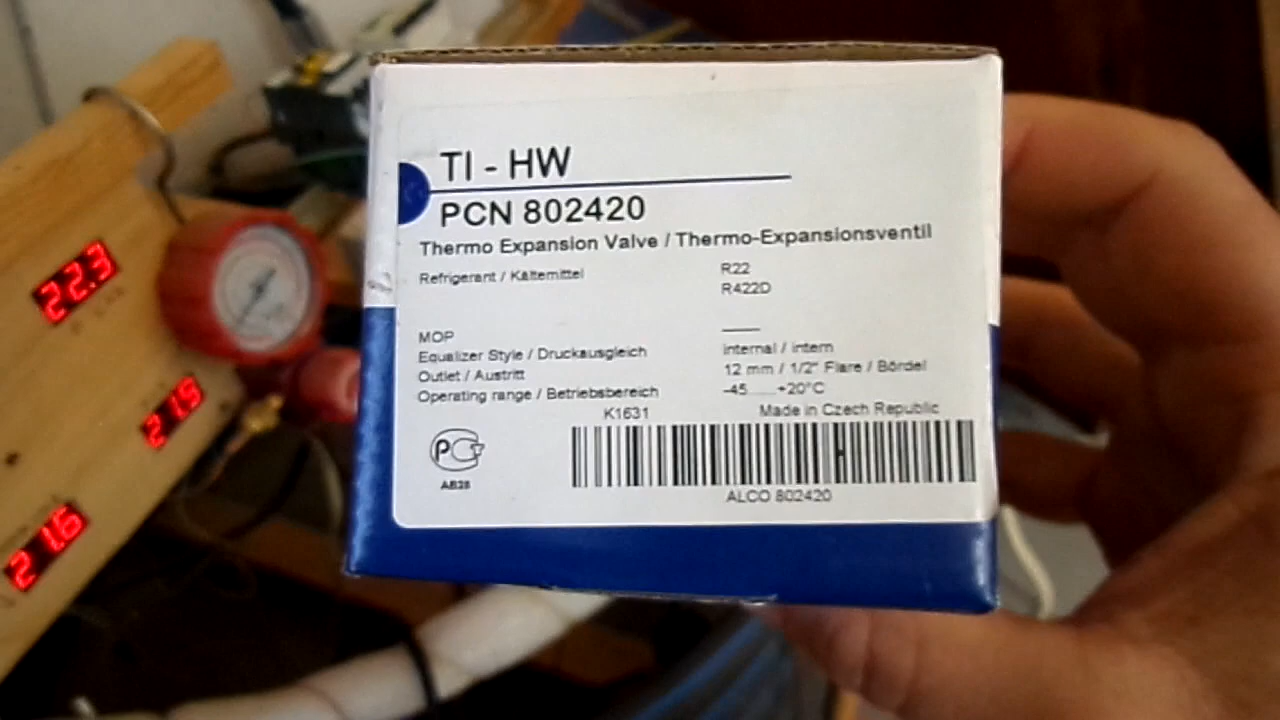 TI - HW
PCN 802420
Thermo Expansion Valve / Thermo-Expansionsventil
Refrigerant / Kältemittel R22
R422D
MOP ___
Equalizer Style / Druckausgleich internal / intern
Outlet / Austritt 12 mm / 1/2" Flare / Bördel
Operating range / Betriebsbereich -45.....+20°C
K1631 Made in Czech Republic
AB28
ALCO 802420
22.3
21.9
21.6